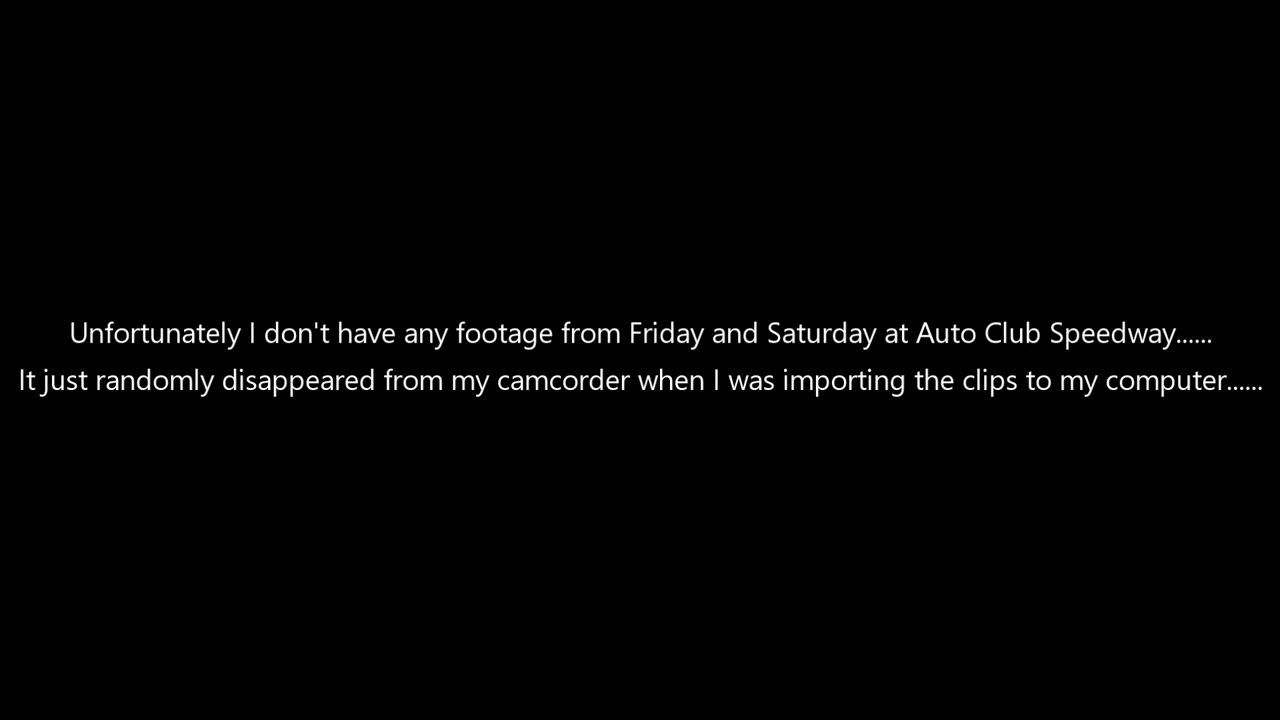 Unfortunately I don't have any footage from Friday and Saturday at Auto Club Speedway......
It just randomly disappeared from my camcorder when I was importing the clips to my computer......